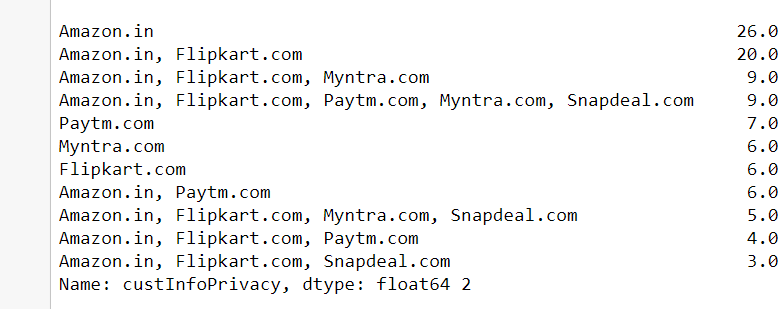 Amazon.in 26.0
Amazon.in, Flipkart.com 20.0
Amazon.in, Flipkart.com, Myntra.com 9.0
Amazon.in, Flipkart.com, Paytm.com, Myntra.com, Snapdeal.com 9.0
Paytm.com 7.0
Myntra.com 6.0
Flipkart.com 6.0
Amazon.in, Paytm.com 6.0
Amazon.in, Flipkart.com, Myntra.com, Snapdeal.com 5.0
Amazon.in, Flipkart.com, Paytm.com 4.0
Amazon.in, Flipkart.com, Snapdeal.com 3.0
Name: custInfoPrivacy, dtype: float64 2